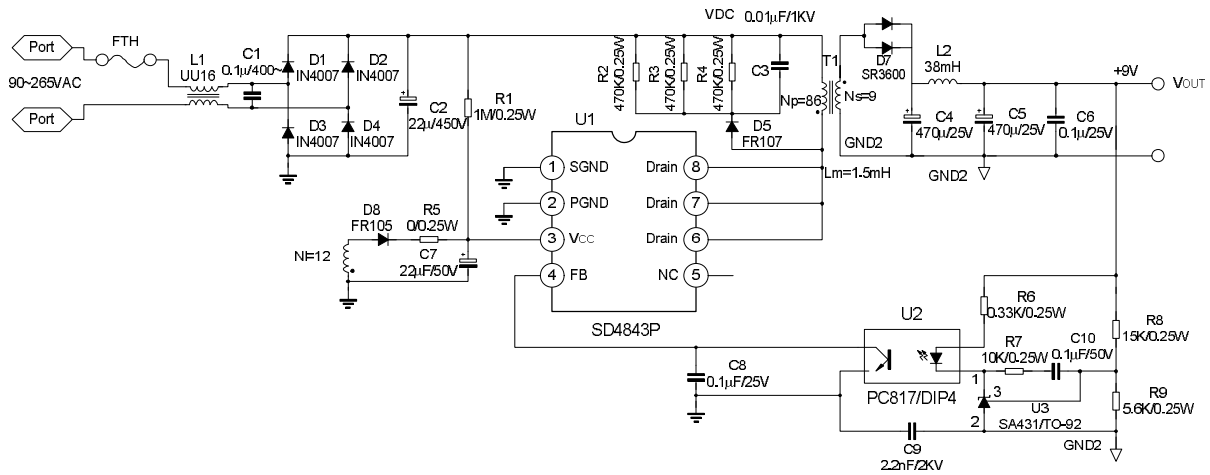 VDC
0.01μF/1KV
Port
FTH
L1
UU16
C1
0.1μ/400~
D1
IN4007
D2
IN4007
90~265VAC
Port
D3
IN4007
D4
IN4007
C2
22μ/450V
R1
1M/0.25W
R2
470K/0.25W
R3
470K/0.25W
R4
470K/0.25W
C3
T1
Np=86
Ns=9
D7
SR3600
L2
38mH
+9V
VOUT
C4
470μ/25V
C5
470μ/25V
C6
0.1μ/25V
GND2
GND2
D5
FR107
Lm=1.5mH
U1
1
SGND
2
PGND
3
VCC
4
FB
Drain
8
Drain
7
Drain
6
NC
5
SD4843P
D8
FR105
R5
0/0.25W
C7
22μF/50V
Nl=12
U2
PC817/DIP4
R6
0.33K/0.25W
R7
10K/0.25W
C10
0.1μF/50V
R8
15K/0.25W
C8
0.1μF/25V
1
3
2
U3
SA431/TO-92
R9
5.6K/0.25W
GND2
C9
2.2nF/2KV